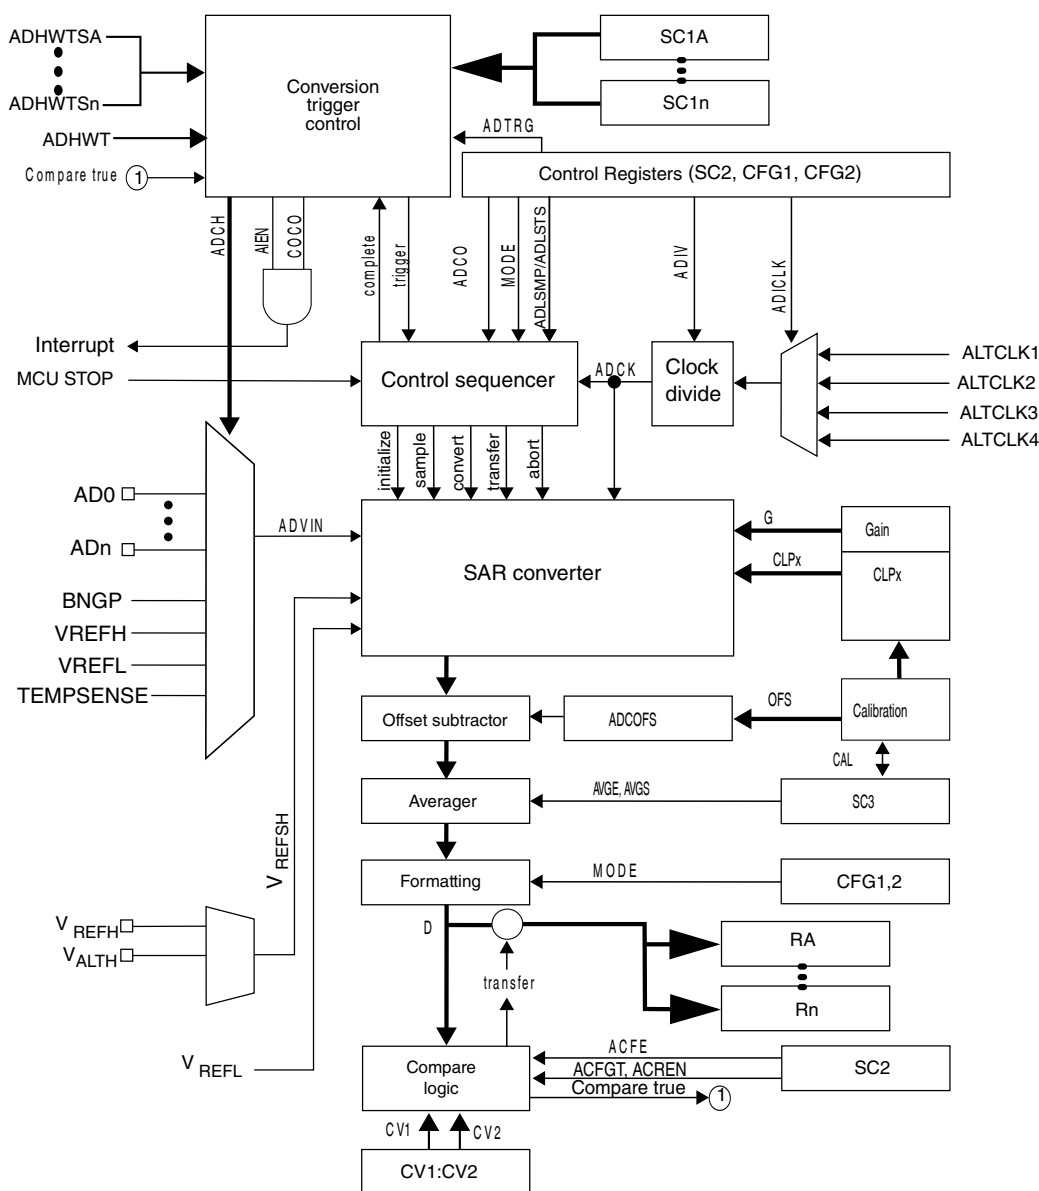 ADHWTSA
ADHWTSn
ADHWT
Compare true 1
Conversion
trigger
control
SC1A
SC1n
ADTRG
Control Registers (SC2, CFG1, CFG2)
ADCH
AIEN
COCO
complete
trigger
ADCO
MODE
ADLSMP/ADLSTS
ADIV
ADICLK
Interrupt
MCU STOP
Control sequencer
ADCK
Clock
divide
ALTCLK1
ALTCLK2
ALTCLK3
ALTCLK4
initialize
sample
convert
transfer
abort
AD0
ADn
BNGP
VREFH
VREFL
TEMPSENSE
ADVIN
SAR converter
G
CLPx
Gain
CLPx
Offset subtractor
ADCOFS
OFS
Calibration
CAL
Averager
AVGE, AVGS
SC3
Formatting
MODE
CFG1,2
V REFSH
V REFH
VALTH
D
transfer
RA
Rn
V REFL
Compare
logic
ACFE
ACFGT, ACREN
Compare true
1
SC2
CV1
CV2
CV1:CV2